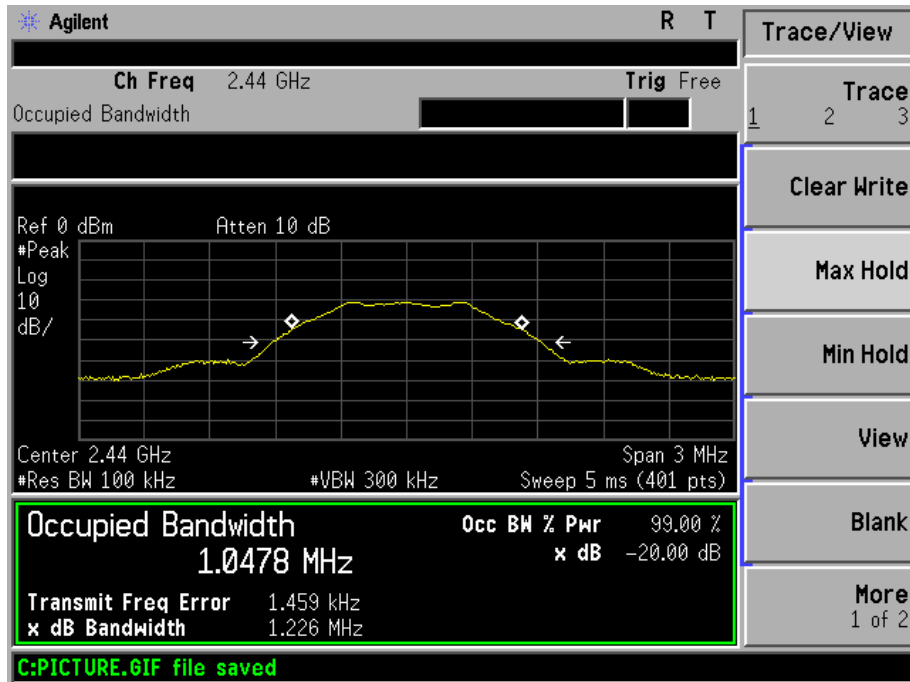 Agilent R T
Trace/View
Ch Freq 2.44 GHz Trig Free
Occupied Bandwidth
Trace
1 2 3
Clear Write
Max Hold
Min Hold
View
Blank
More
1 of 2
Ref 0 dBm Atten 10 dB
#Peak
Log
10
dB/
Center 2.44 GHz Span 3 MHz
#Res BW 100 kHz #VBW 300 kHz Sweep 5 ms (401 pts)
Occupied Bandwidth Occ BW % Pwr 99.00 %
1.0478 MHz x dB -20.00 dB
Transmit Freq Error 1.459 kHz
x dB Bandwidth 1.226 MHz
C:PICTURE.GIF file saved